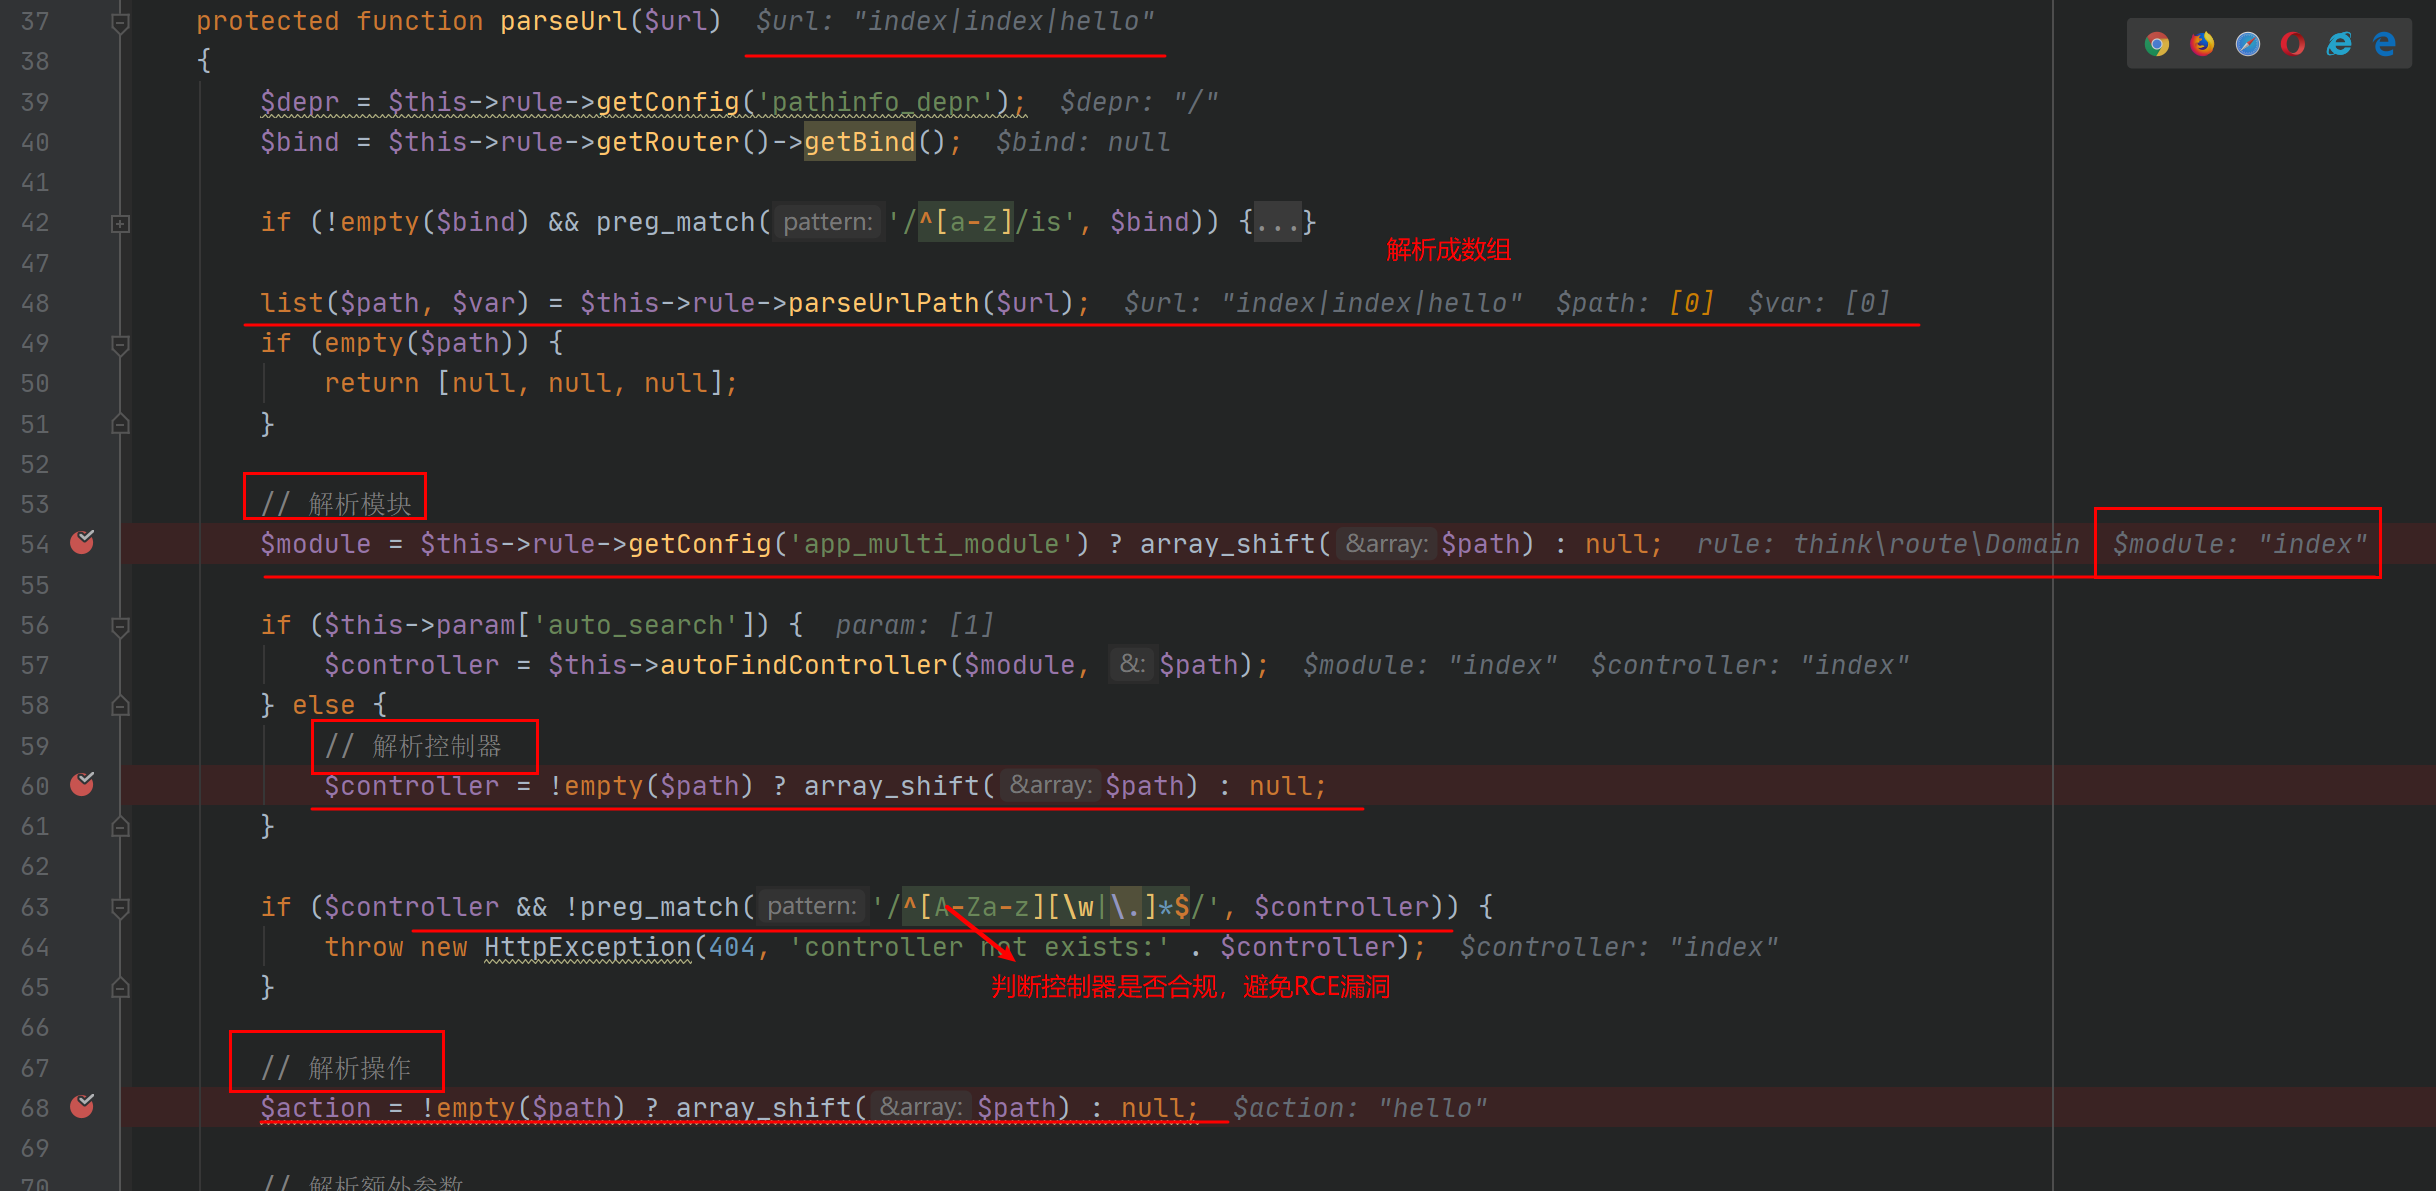 37 protected function parseUrl($url) $url: "index|index|hello"
38 {
39 $depr = $this->rule->getConfig('pathinfo_depr'); $depr: "/"
40 $bind = $this->rule->getRouter()->getBind(); $bind: null
41
42 if (!empty($bind) && preg_match( pattern: '/^[a-z]/is', $bind)) {...}
解析成数组
47
48 list($path, $var) = $this->rule->parseUrlPath($url); $url: "index|index|hello" $path: [0] $var: [0]
49 if (empty($path)) {
50 return [null, null, null];
51 }
52
53 // 解析模块
54 $module = $this->rule->getConfig('app_multi_module') ? array_shift( &array: $path) : null; rule: think\route\Domain $module: "index"
55
56 if ($this->param['auto_search']) { param: [1]
57 $controller = $this->autoFindController($module, &: $path); $module: "index" $controller: "index"
58 } else {
59 // 解析控制器
60 $controller = !empty($path) ? array_shift( &array: $path) : null;
61 }
62
63 if ($controller && !preg_match( pattern: '/^[A-Za-z][\w|\.]*$/', $controller)) {
64 throw new HttpException(404, 'controller not exists:' . $controller); $controller: "index"
65 }
判断控制器是否合规，避免RCE漏洞
66
67 // 解析操作
68 $action = !empty($path) ? array_shift( &array: $path) : null; $action: "hello"
69
70 // 解析额外参数